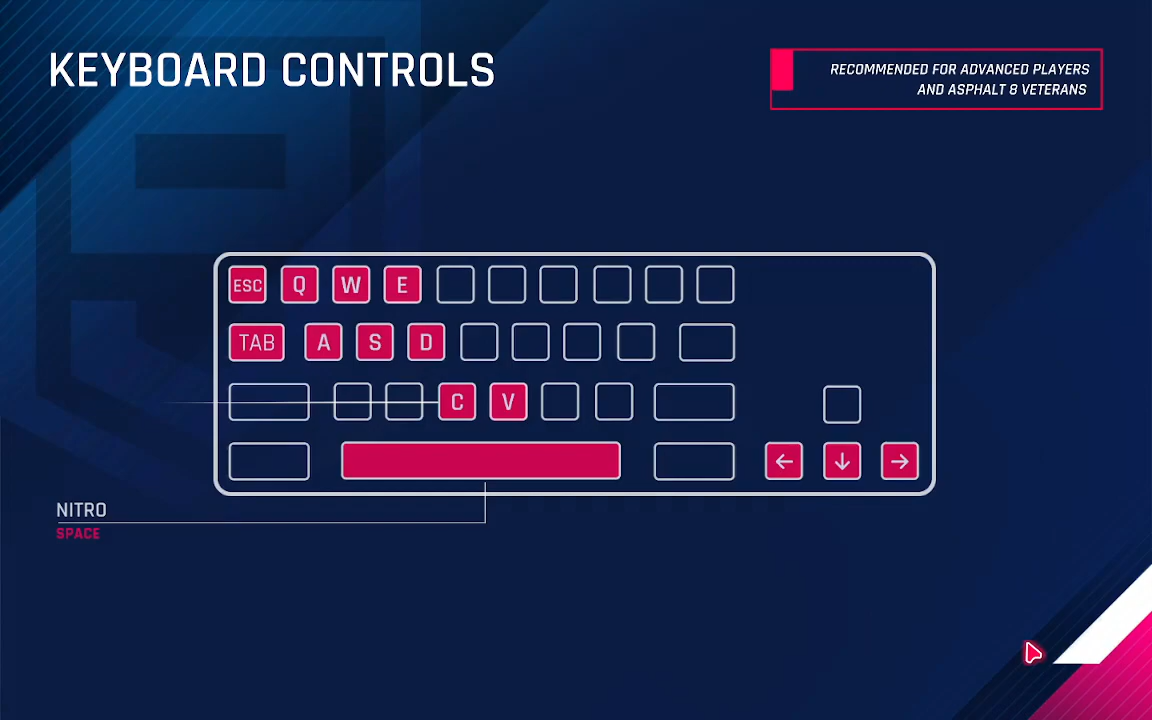 KEYBOARD CONTROLS
RECOMMENDED FOR ADVANCED PLAYERS
AND ASPHALT 8 VETERANS
ESC Q W E
TAB A S D
C V
← ↓ →
NITRO
SPACE